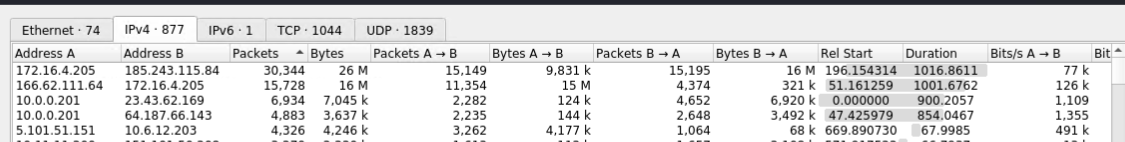 Ethernet · 74 IPv4 · 877 IPv6 · 1 TCP · 1044 UDP · 1839
Address A Address B Packets Bytes Packets A → B Bytes A → B Packets B → A Bytes B → A Rel Start Duration Bits/s A → B Bit
172.16.4.205 185.243.115.84 30,344 26 M 15,149 9,831 k 15,195 16 M 196.154314 1016.8611 77 k
166.62.111.64 172.16.4.205 15,728 16 M 11,354 15 M 4,374 321 k 51.161259 1001.6762 126 k
10.0.0.201 23.43.62.169 6,934 7,045 k 2,282 124 k 4,652 6,920 k 0.000000 900.2057 1,109
10.0.0.201 64.187.66.143 4,883 3,637 k 2,235 144 k 2,648 3,492 k 47.425979 854.0467 1,355
5.101.51.151 10.6.12.203 4,326 4,246 k 3,262 4,177 k 1,064 68 k 669.890730 67.9985 491 k